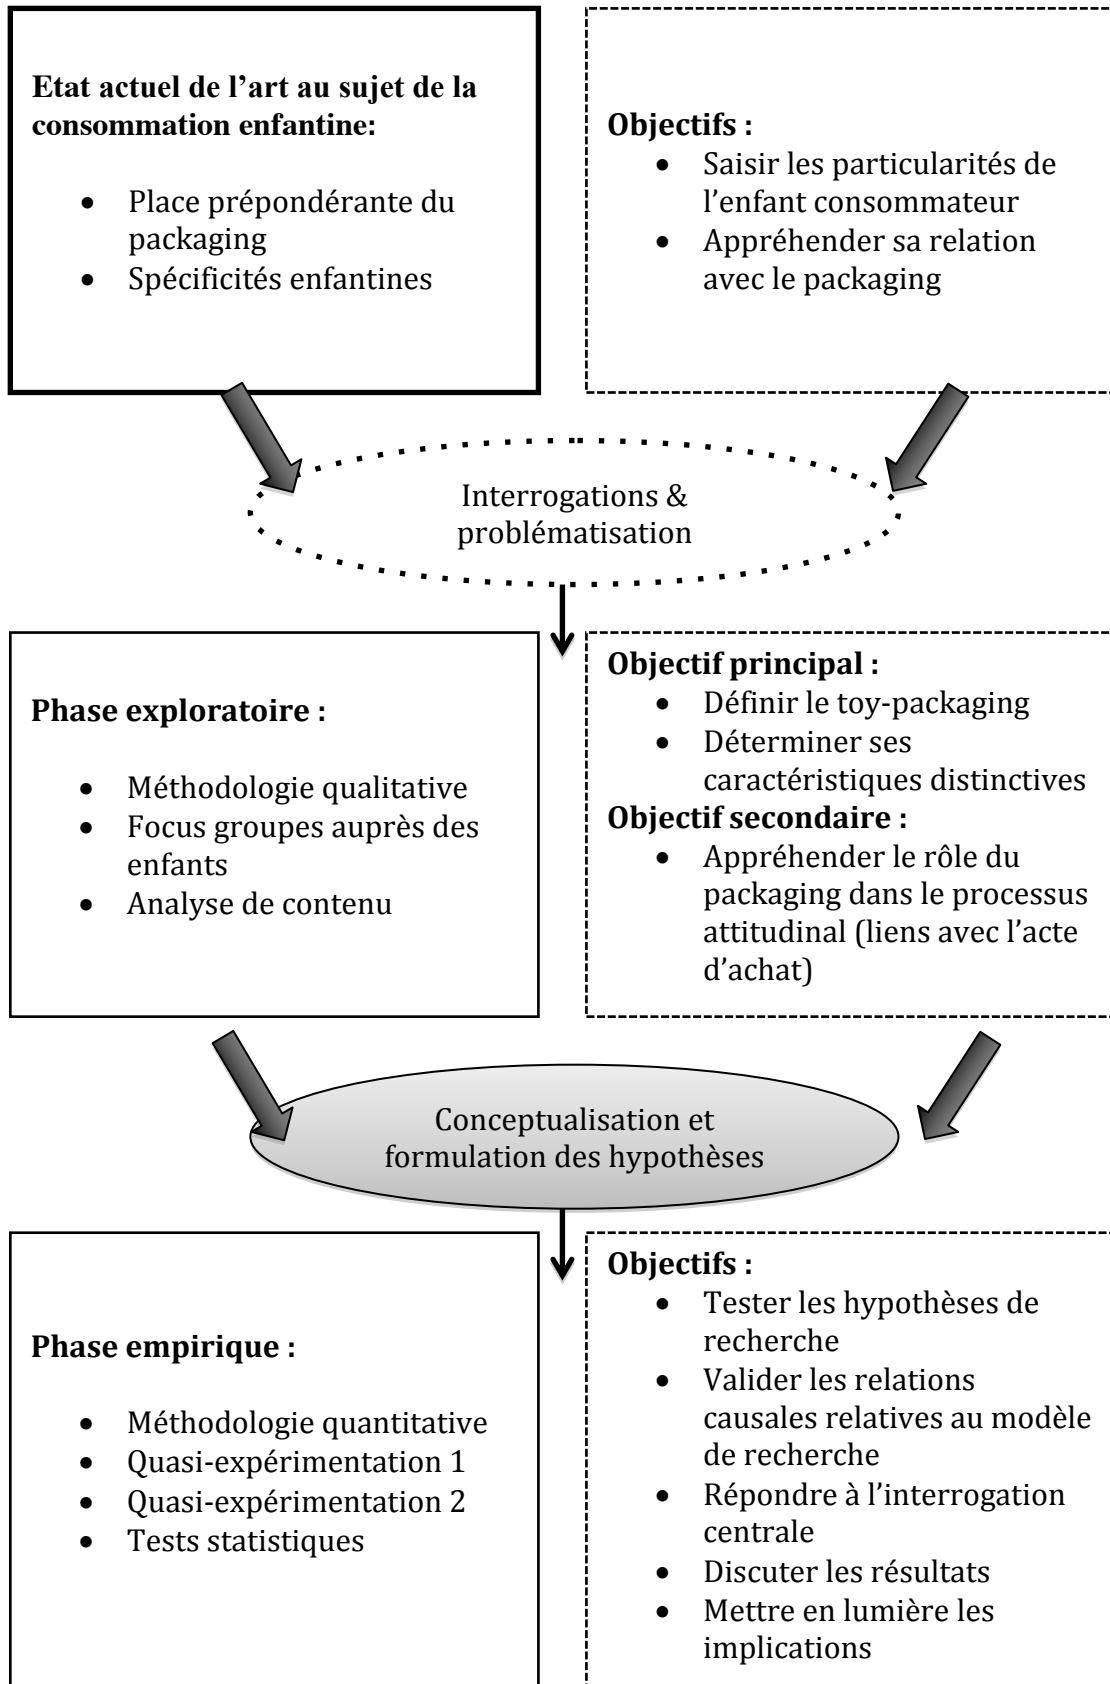 Etat actuel de l’art au sujet de la
consommation enfantine:
• Place prépondérante du
packaging
• Spécificités enfantines
Objectifs :
• Saisir les particularités de
l’enfant consommateur
• Appréhender sa relation
avec le packaging
Interrogations &
problématisation
Phase exploratoire :
• Méthodologie qualitative
• Focus groupes auprès des
enfants
• Analyse de contenu
Objectif principal :
• Définir le toy-packaging
• Déterminer ses
caractéristiques distinctives
Objectif secondaire :
• Appréhender le rôle du
packaging dans le processus
attitudinal (liens avec l’acte
d’achat)
Conceptualisation et
formulation des hypothèses
Phase empirique :
• Méthodologie quantitative
• Quasi-expérimentation 1
• Quasi-expérimentation 2
• Tests statistiques
Objectifs :
• Tester les hypothèses de
recherche
• Valider les relations
causales relatives au modèle
de recherche
• Répondre à l’interrogation
centrale
• Discuter les résultats
• Mettre en lumière les
implications